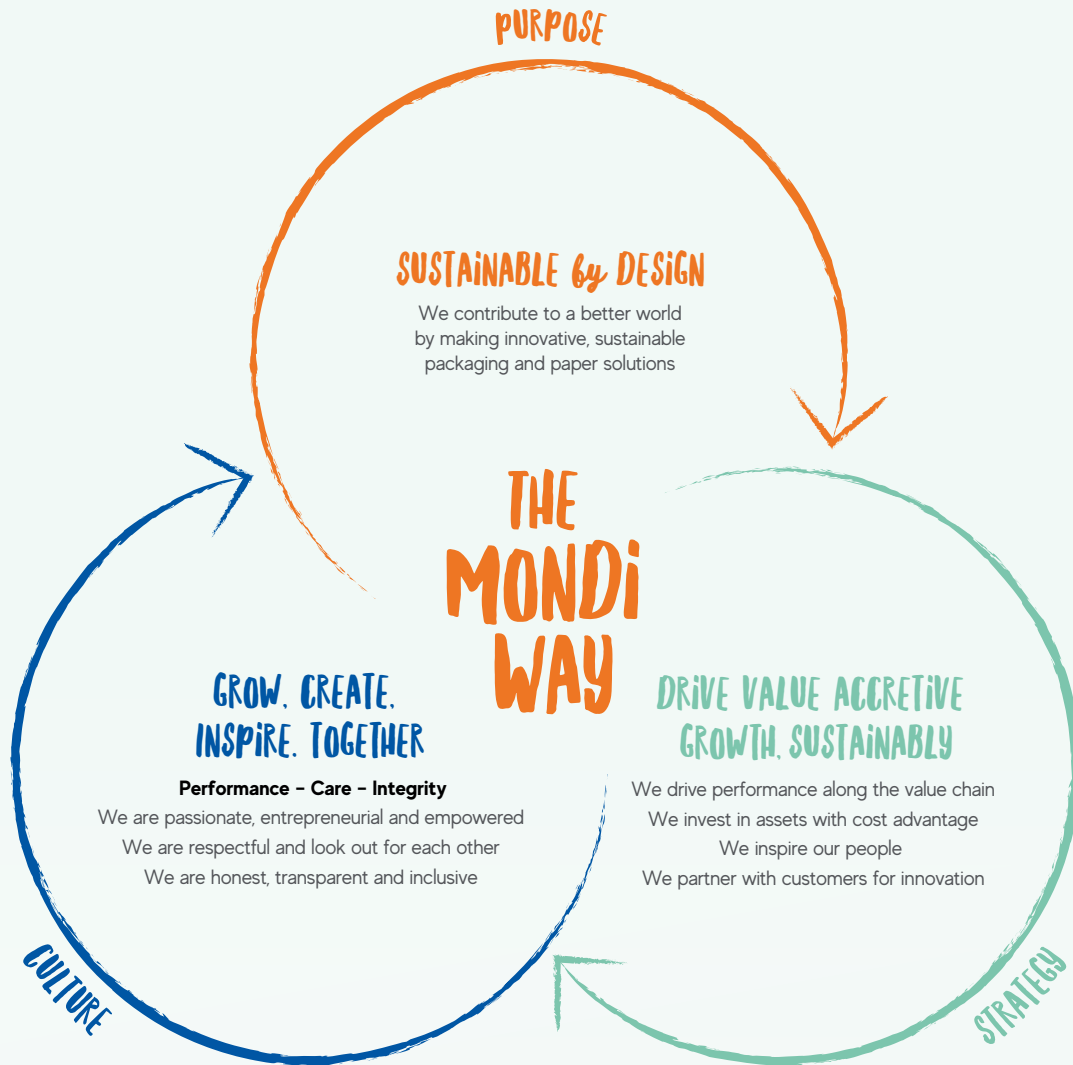 PURPOSE
SUSTAiNABLE by DESiGN
We contribute to a better world
by making innovative, sustainable
packaging and paper solutions
THE
MONDi
WAY
GROW. CREATE.
iNSPiRE. TOGETHER
Performance – Care – Integrity
We are passionate, entrepreneurial and empowered
We are respectful and look out for each other
We are honest, transparent and inclusive
CULTURE
DRiVE VALUE ACCRETiVE
GROWTH, SUSTAiNABLY
We drive performance along the value chain
We invest in assets with cost advantage
We inspire our people
We partner with customers for innovation
STRATEGY